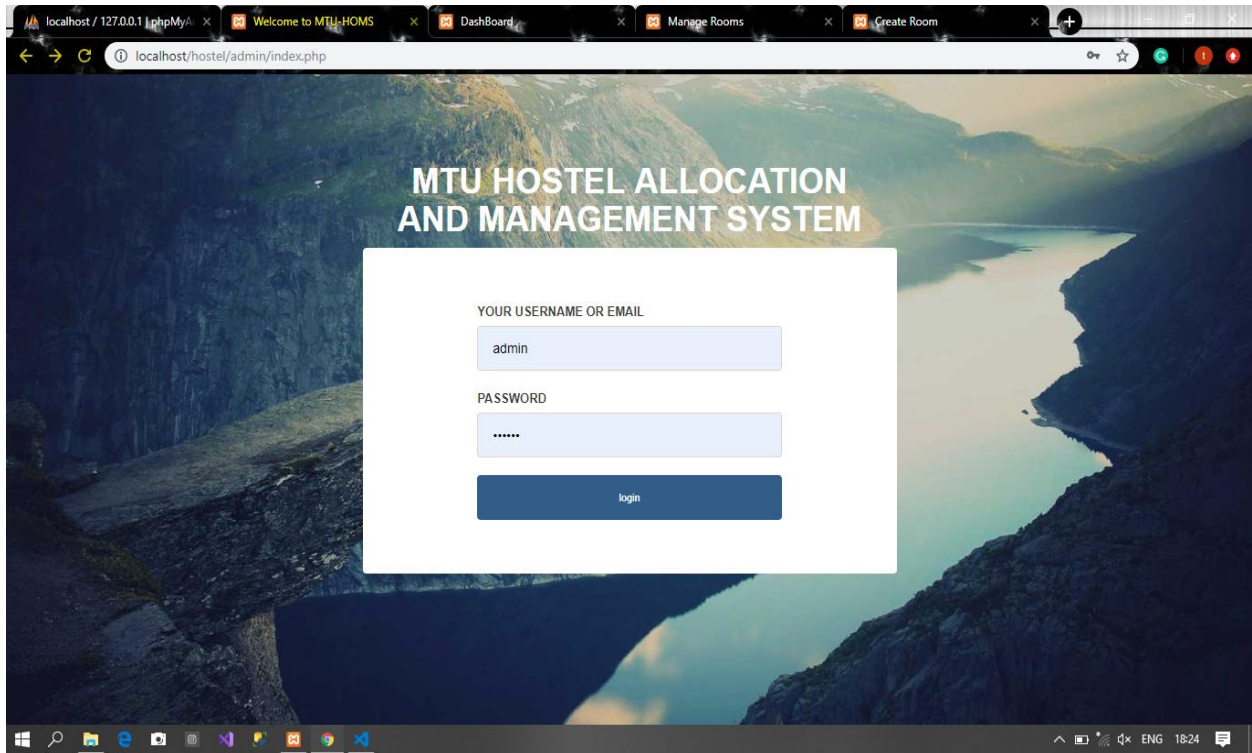 localhost / 127.0.0.1 | phpMyA
Welcome to MTU-HOMS
DashBoard
Manage Rooms
Create Room
localhost/hostel/admin/index.php
MTU HOSTEL ALLOCATION
AND MANAGEMENT SYSTEM
YOUR USERNAME OR EMAIL
admin
PASSWORD
••••••
login
ENG 18:24